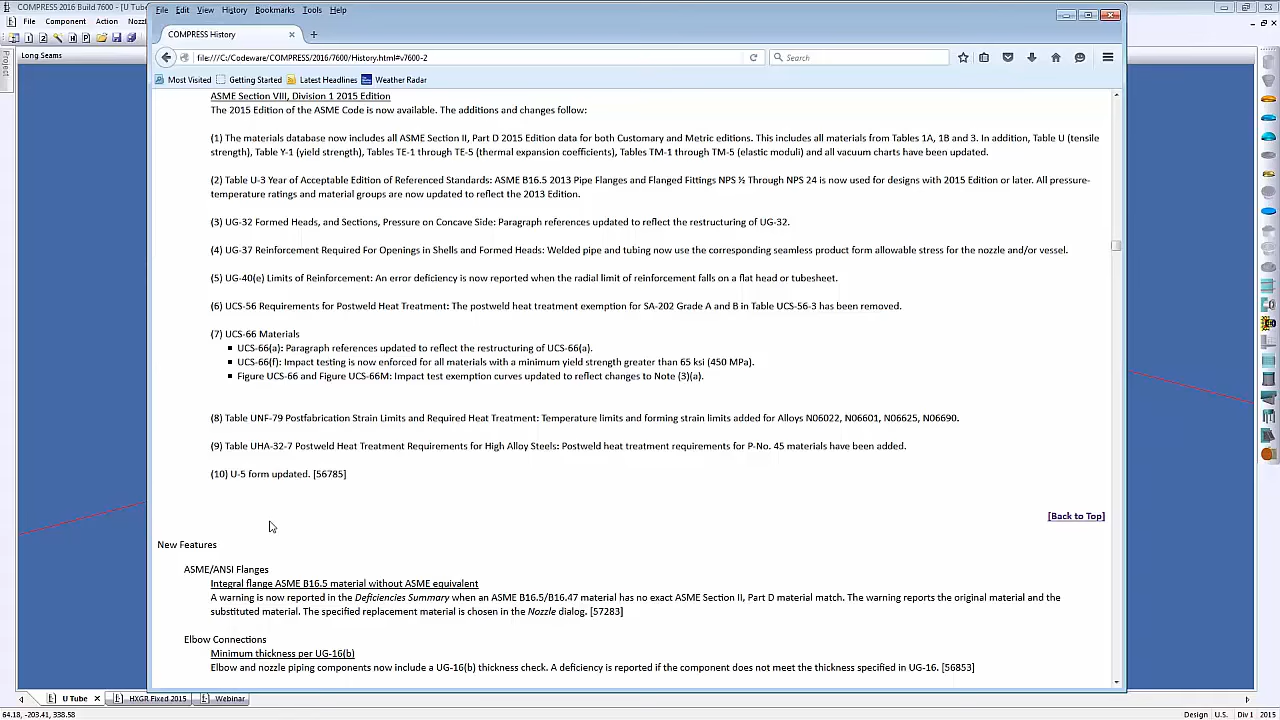 COMPRESS 2016 Build 7600 - [U T
File Edit View History Bookmarks Tools Help
File Component Action Nozzl
COMPRESS History
Long Seams
file:///C:/Codeware/COMPRESS/2016/7600/History.html#v7600-2
Search
Most Visited Getting Started Latest Headlines Weather Radar
Project
ASME Section VIII, Division 1 2015 Edition
The 2015 Edition of the ASME Code is now available. The additions and changes follow:
(1) The materials database now includes all ASME Section II, Part D 2015 Edition data for both Customary and Metric editions. This includes all materials from Tables 1A, 1B and 3. In addition, Table U (tensile
strength), Table Y-1 (yield strength), Tables TE-1 through TE-5 (thermal expansion coefficients), Tables TM-1 through TM-5 (elastic moduli) and all vacuum charts have been updated.
(2) Table U-3 Year of Acceptable Edition of Referenced Standards: ASME B16.5 2013 Pipe Flanges and Flanged Fittings NPS ½ Through NPS 24 is now used for designs with 2015 Edition or later. All pressure-
temperature ratings and material groups are now updated to reflect the 2013 Edition.
(3) UG-32 Formed Heads, and Sections, Pressure on Concave Side: Paragraph references updated to reflect the restructuring of UG-32.
(4) UG-37 Reinforcement Required For Openings in Shells and Formed Heads: Welded pipe and tubing now use the corresponding seamless product form allowable stress for the nozzle and/or vessel.
(5) UG-40(e) Limits of Reinforcement: An error deficiency is now reported when the radial limit of reinforcement falls on a flat head or tubesheet.
(6) UCS-56 Requirements for Postweld Heat Treatment: The postweld heat treatment exemption for SA-202 Grade A and B in Table UCS-56-3 has been removed.
(7) UCS-66 Materials
▪ UCS-66(a): Paragraph references updated to reflect the restructuring of UCS-66(a).
▪ UCS-66(f): Impact testing is now enforced for all materials with a minimum yield strength greater than 65 ksi (450 MPa).
▪ Figure UCS-66 and Figure UCS-66M: Impact test exemption curves updated to reflect changes to Note (3)(a).
(8) Table UNF-79 Postfabrication Strain Limits and Required Heat Treatment: Temperature limits and forming strain limits added for Alloys N06022, N06601, N06625, N06690.
(9) Table UHA-32-7 Postweld Heat Treatment Requirements for High Alloy Steels: Postweld heat treatment requirements for P-No. 45 materials have been added.
(10) U-5 form updated. [56785]
[Back to Top]
New Features
ASME/ANSI Flanges
Integral flange ASME B16.5 material without ASME equivalent
A warning is now reported in the Deficiencies Summary when an ASME B16.5/B16.47 material has no exact ASME Section II, Part D material match. The warning reports the original material and the
substituted material. The specified replacement material is chosen in the Nozzle dialog. [57283]
Elbow Connections
Minimum thickness per UG-16(b)
Elbow and nozzle piping components now include a UG-16(b) thickness check. A deficiency is reported if the component does not meet the thickness specified in UG-16. [56853]
U Tube HXGR Fixed 2015 Webinar
64.18, -203.41, 338.58 Design U.S. Div 1 2015